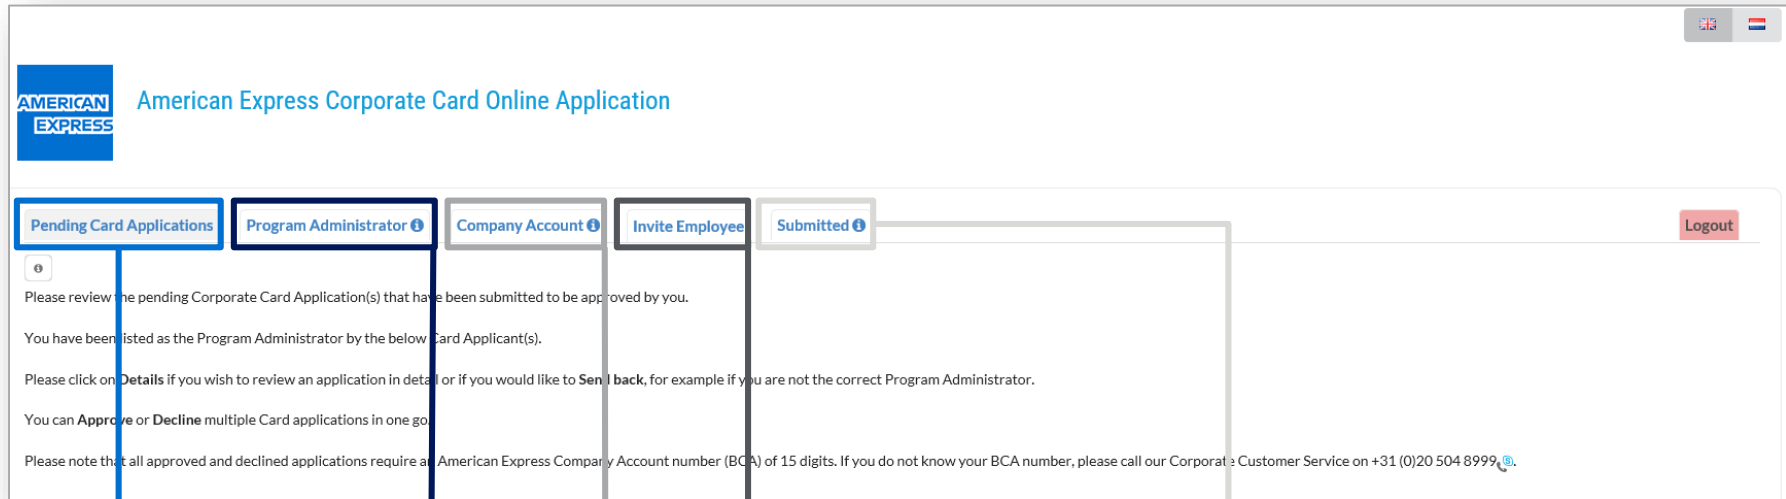 AMERICAN
EXPRESS
American Express Corporate Card Online Application
Pending Card Applications Program Administrator Company Account Invite Employee Submitted Logout
Please review the pending Corporate Card Application(s) that have been submitted to be approved by you.
You have been listed as the Program Administrator by the below Card Applicant(s).
Please click on Details if you wish to review an application in detail or if you would like to Send back, for example if you are not the correct Program Administrator.
You can Approve or Decline multiple Card applications in one go.
Please note that all approved and declined applications require an American Express Company Account number (BCA) of 15 digits. If you do not know your BCA number, please call our Corporate Customer Service on +31 (0)20 504 8999.